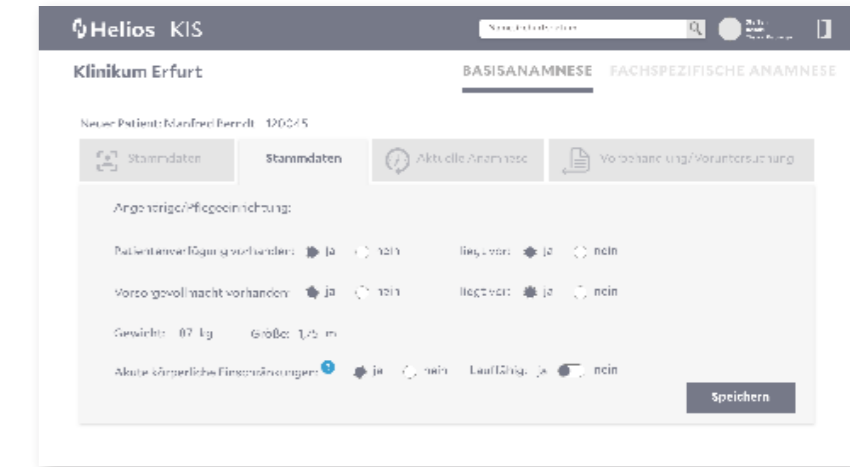 Helios KIS
Klinikum Erfurt
BASISANAMNESE FACHSPEZIFISCHE ANAMNESE
Neuer Patient: Manfred Berndt 120045
Stammdaten Stammdaten Aktuelle Anamnese Vorbehandlung/Voruntersuchung
Angehörige/Pflegeeinrichtung:
Patientenverfügung vorhanden: ja nein liegt vor: ja nein
Vorsorgevollmacht vorhanden: ja nein liegt vor: ja nein
Gewicht: 87 kg Größe: 1,75 m
Akute körperliche Einschränkungen: ja nein Lauffähig: ja nein
Speichern